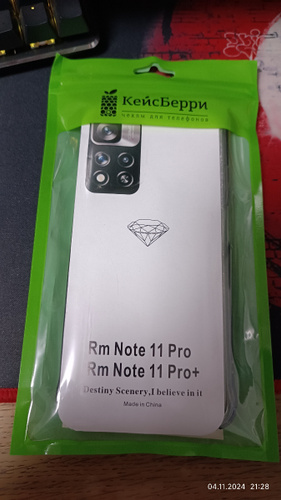 КейсБерри
чехлы для телефонов
Rm Note 11 Pro
Rm Note 11 Pro+
Destiny Scenery,I believe in it
Made in China
04.11.2024 21:28